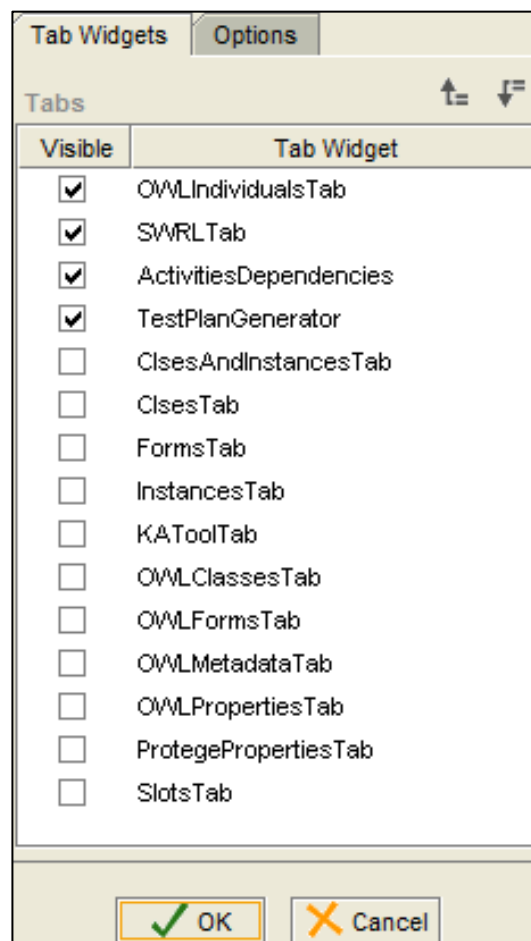 Tab Widgets Options
Tabs
Visible Tab Widget
OWLIndividualsTab
SWRLTab
ActivitiesDependencies
TestPlanGenerator
ClsesAndInstancesTab
ClsesTab
FormsTab
InstancesTab
KAToolTab
OWLClassesTab
OWLFormsTab
OWLMetadataTab
OWLPropertiesTab
ProtegePropertiesTab
SlotsTab
OK Cancel